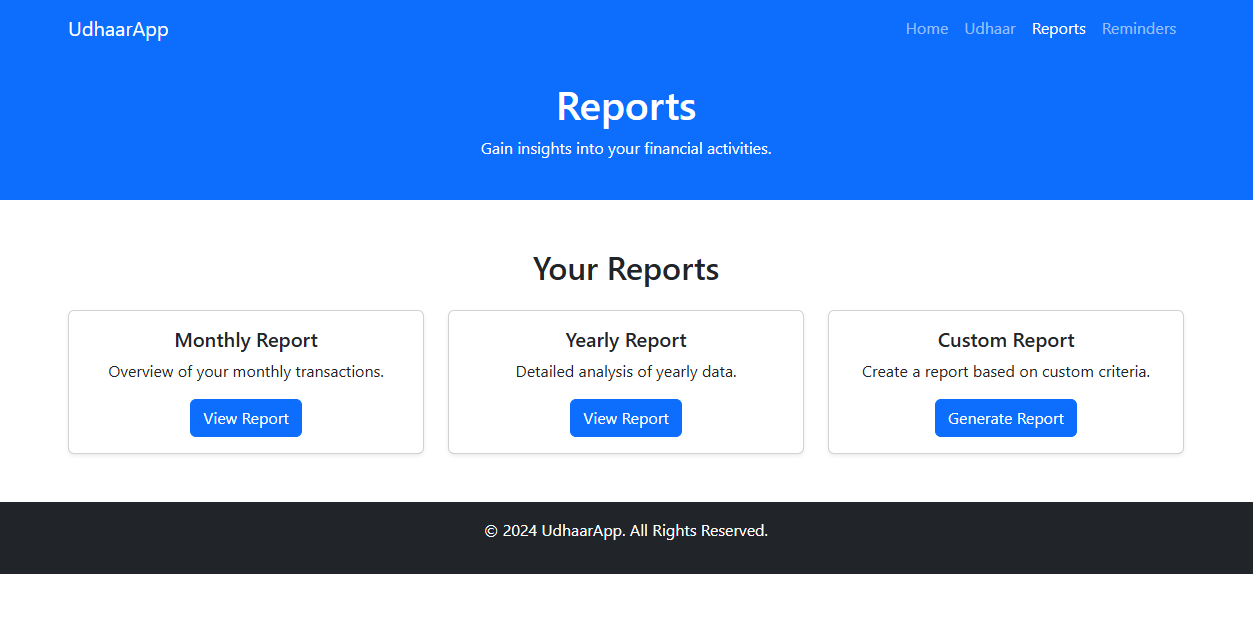 UdhaarApp
Home Udhaar Reports Reminders
Reports
Gain insights into your financial activities.
Your Reports
Monthly Report
Overview of your monthly transactions.
View Report
Yearly Report
Detailed analysis of yearly data.
View Report
Custom Report
Create a report based on custom criteria.
Generate Report
© 2024 UdhaarApp. All Rights Reserved.